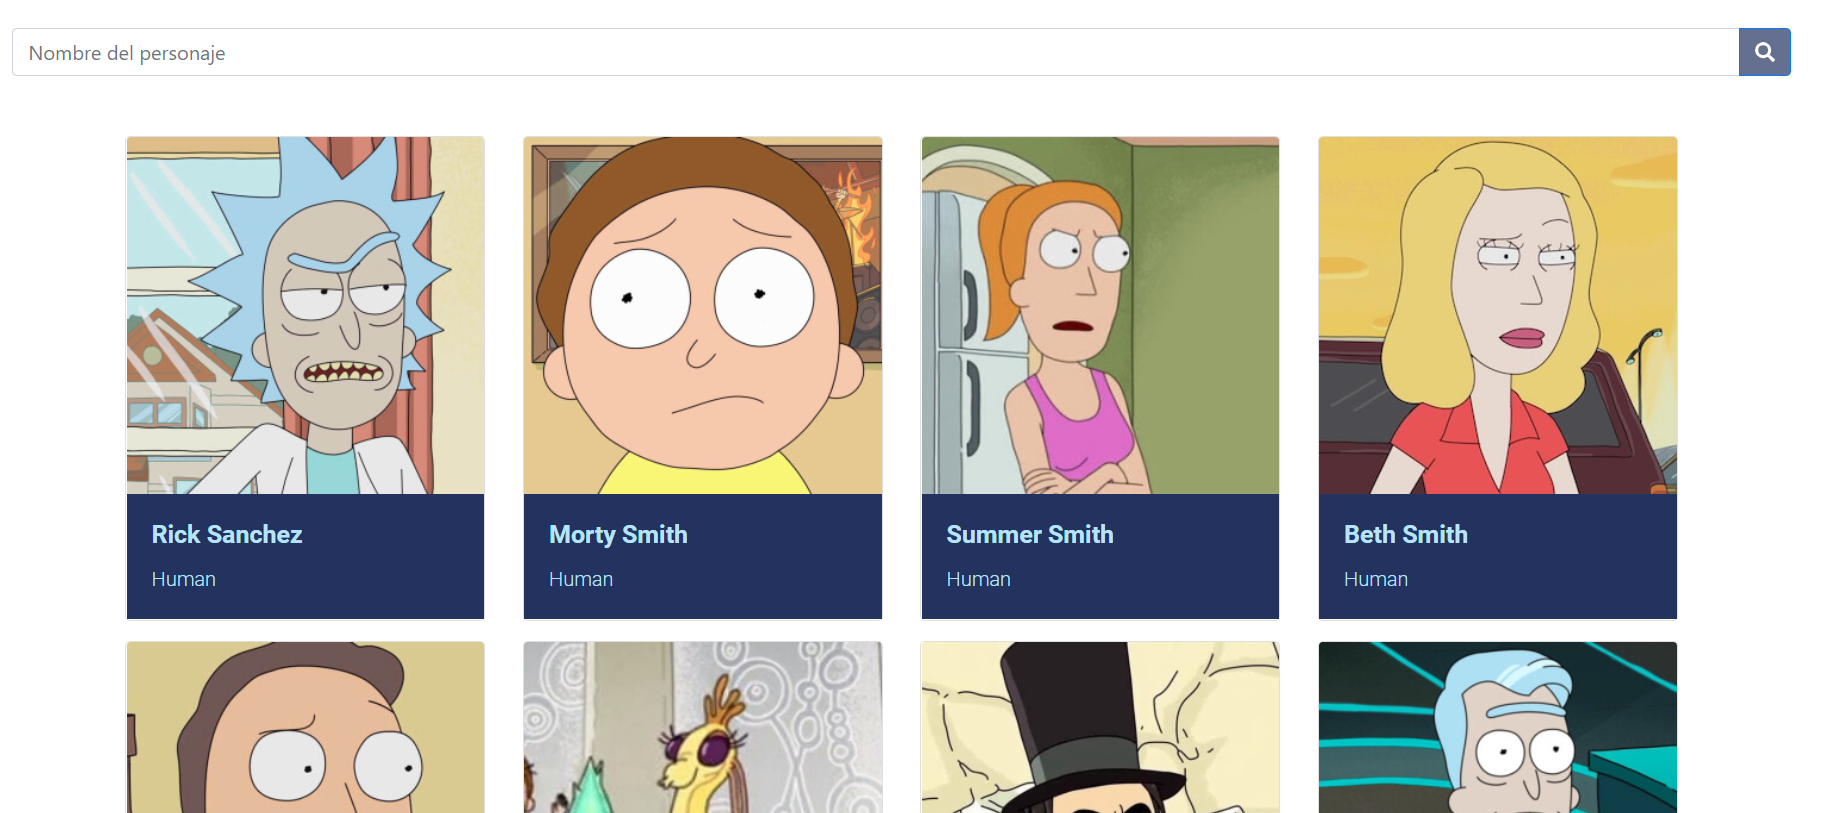 Nombre del personaje
Rick Sanchez
Human
Morty Smith
Human
Summer Smith
Human
Beth Smith
Human